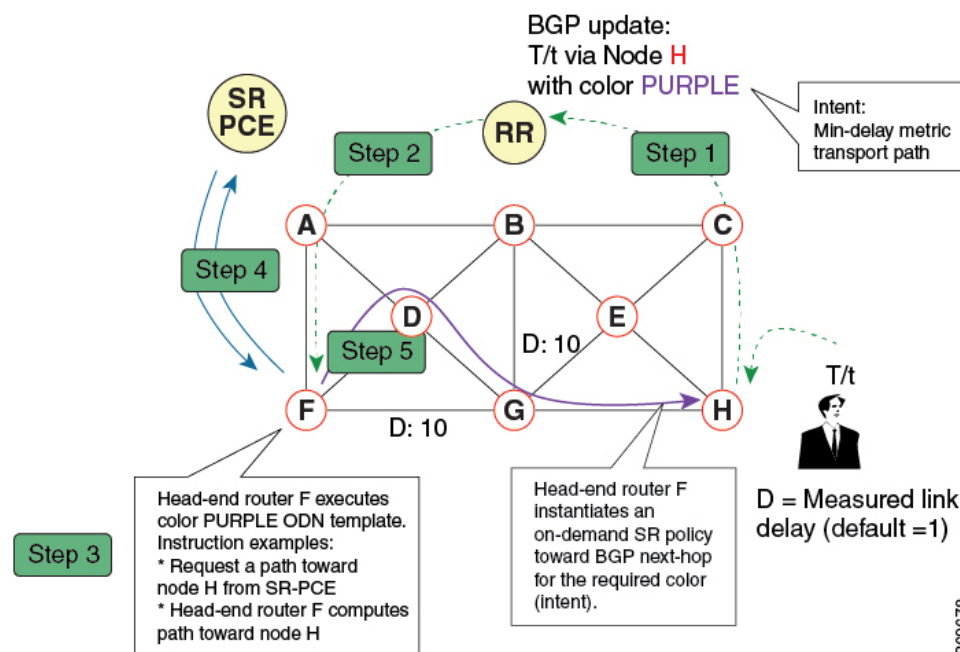 BGP update:
T/t via Node H
with color PURPLE
Intent:
Min-delay metric
transport path
SR
PCE
RR
Step 2
Step 1
A
B
C
Step 4
D
E
Step 5
D: 10
T/t
F
G
H
D: 10
D = Measured link
delay (default =1)
Head-end router F executes
color PURPLE ODN template.
Instruction examples:
* Request a path toward
node H from SR-PCE
* Head-end router F computes
path toward node H
Head-end router F
instantiates an
on-demand SR policy
toward BGP next-hop
for the required color
(intent).
Step 3